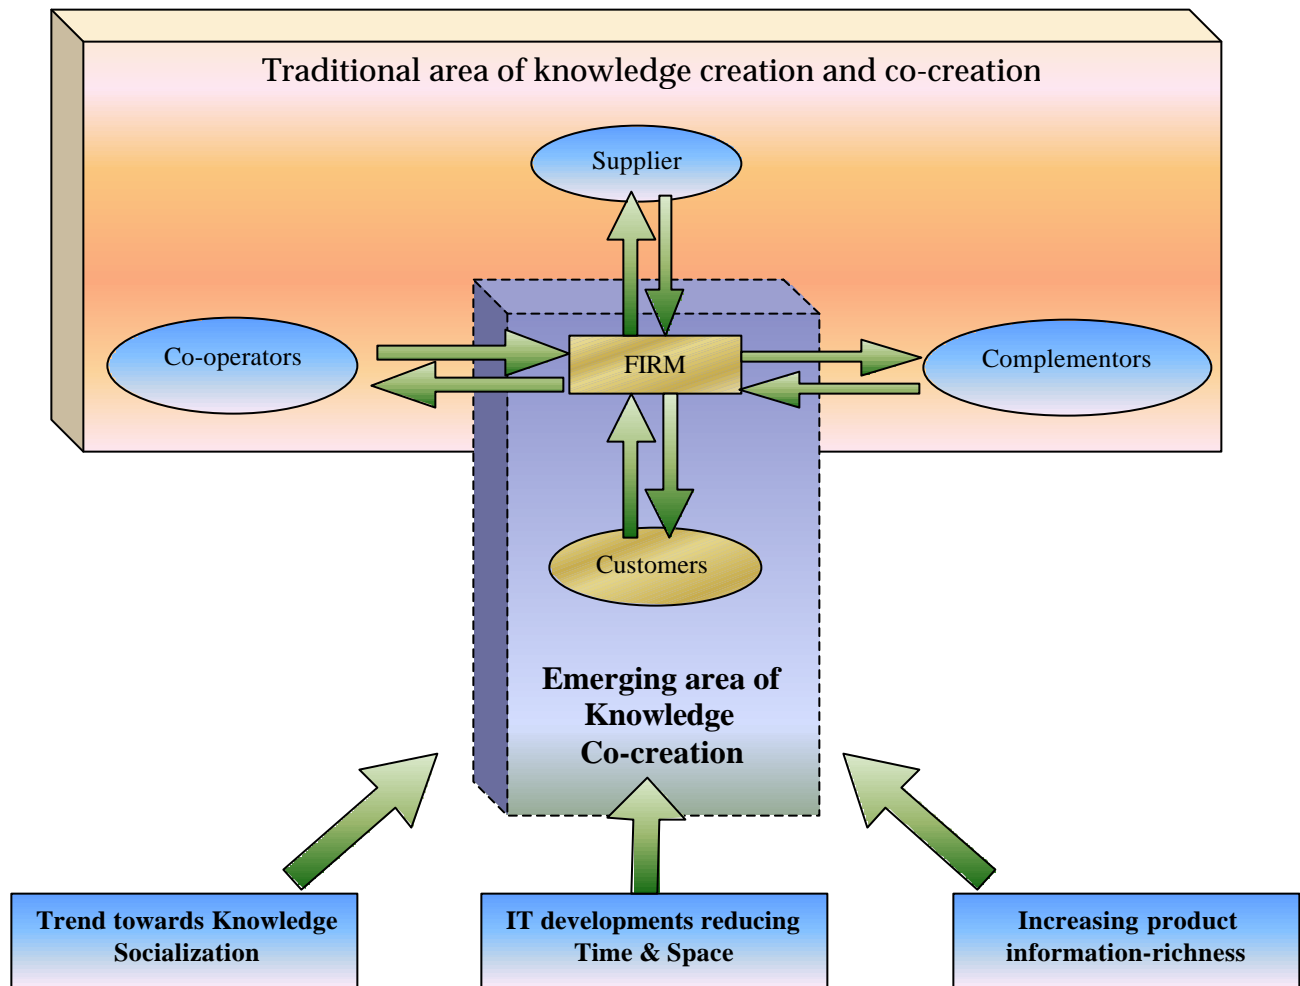 Traditional area of knowledge creation and co-creation
Supplier
Co-operators
FIRM
Complementors
Customers
Emerging area of
Knowledge
Co-creation
Trend towards Knowledge
Socialization
IT developments reducing
Time & Space
Increasing product
information-richness